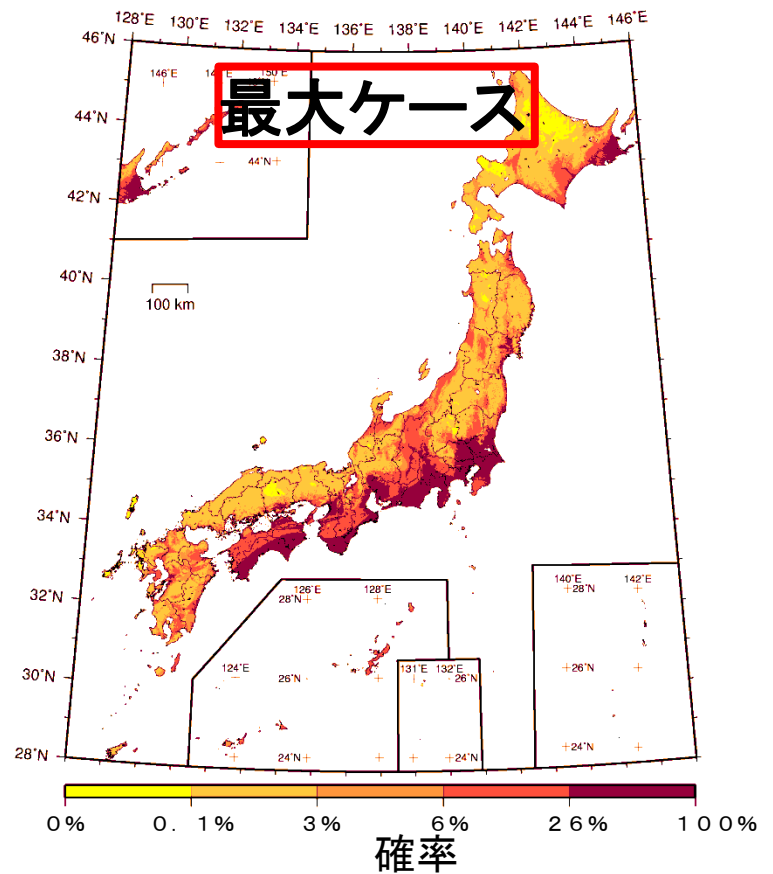 128°E 130°E 132°E 134°E 136°E 138°E 140°E 142°E 144°E 146°E
46°N
146°E 150°E
最大ケース
44°N
44°N
42°N
40°N
100 km
38°N
36°N
34°N
32°N
126°E 128°E
28°N
140°E 142°E
28°N
124°E
30°N
26°N
131°E 132°E
26°N
26°N
28°N
24°N
24°N
24°N
0% 0.1% 3% 6% 26% 100%
確率